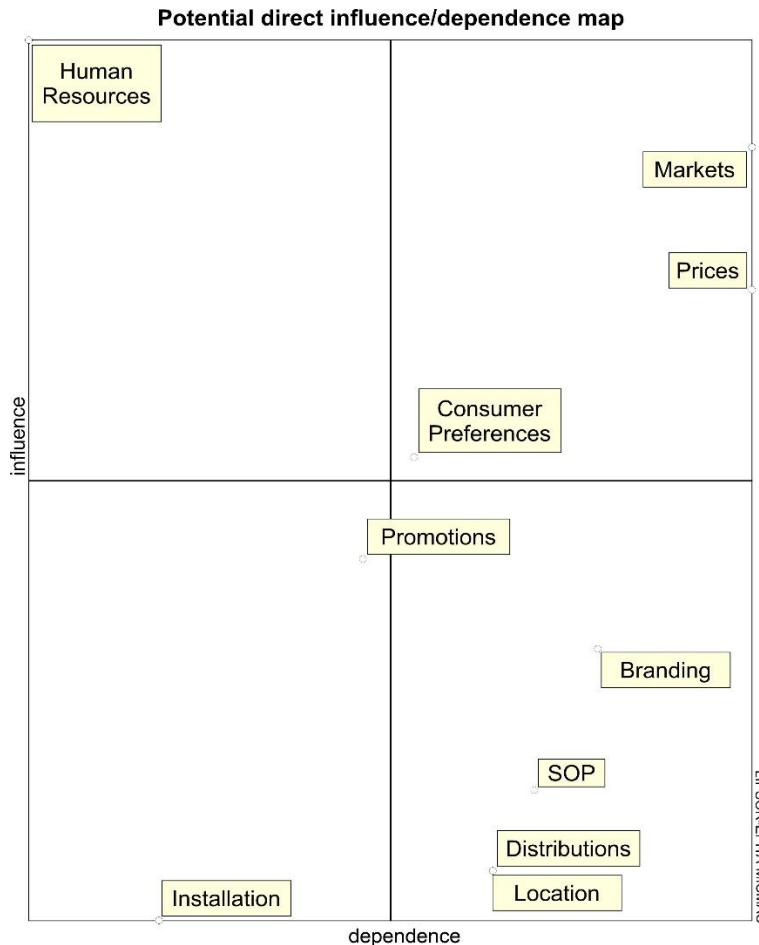 Potential direct influence/dependence map
Human
Resources
Markets
Prices
Consumer
Preferences
influence
Promotions
Branding
SOP
Distributions
Location
Installation
dependence